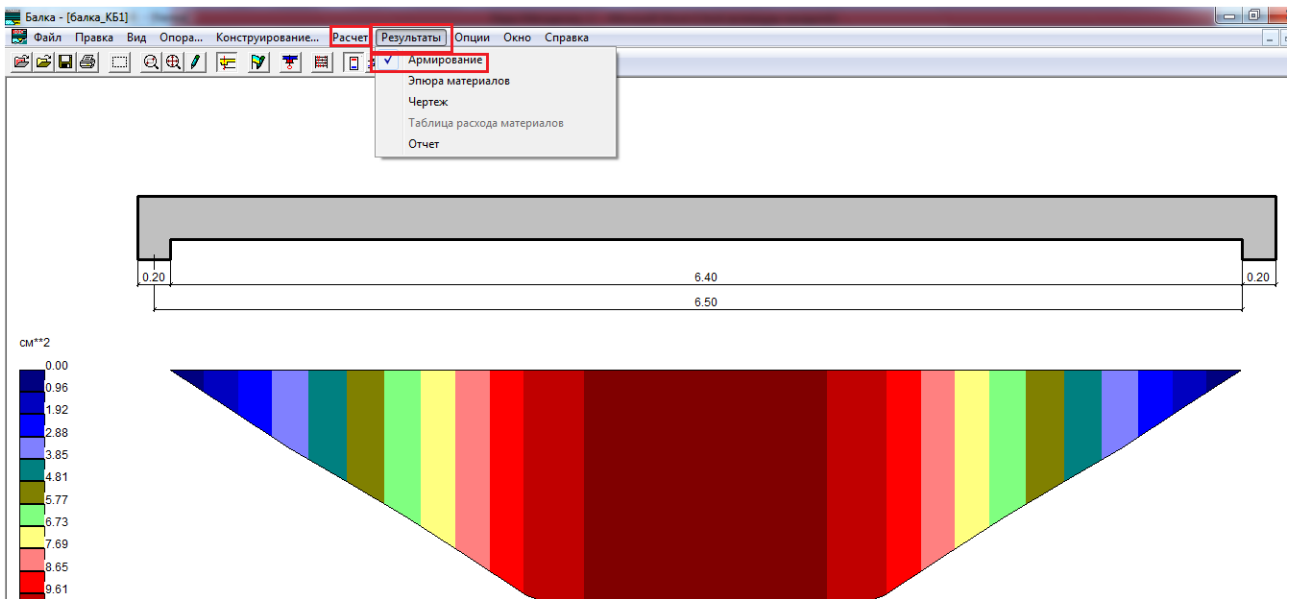 Балка - [балка_КБ1]
Файл Правка Вид Опора... Конструирование... Расчет Результаты Опции Окно Справка
Армирование
Эпюра материалов
Чертеж
Таблица расхода материалов
Отчет
0.20 6.40 0.20
6.50
см**2
0.00
0.96
1.92
2.88
3.85
4.81
5.77
6.73
7.69
8.65
9.61